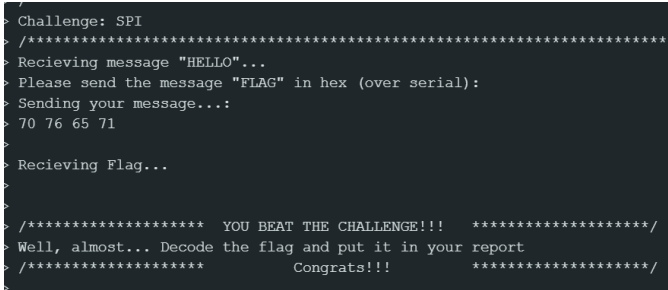 > Challenge: SPI
> /************************************************************************
> Recieving message "HELLO"...
> Please send the message "FLAG" in hex (over serial):
> Sending your message...:
> 70 76 65 71
>
> Recieving Flag...
>
>
> /******************** YOU BEAT THE CHALLENGE!!! ********************/
> Well, almost... Decode the flag and put it in your report
> /******************** Congrats!!! ********************/
>